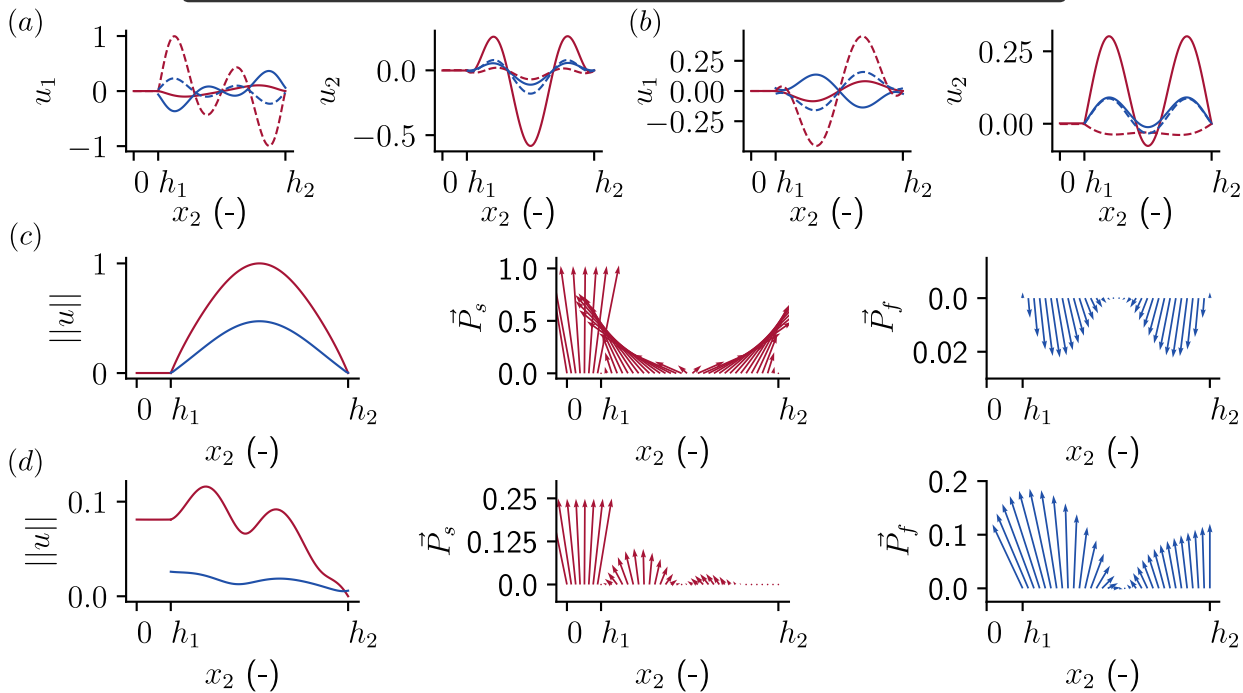 (a)
u₁
1
0
−1
0 h₁ h₂
x₂ (-)
u₂
0.0
−0.5
0 h₁ h₂
x₂ (-)
(b)
u₁
0.25
0.00
−0.25
0 h₁ h₂
x₂ (-)
u₂
0.25
0.00
0 h₁ h₂
x₂ (-)
(c)
||u||
1
0
0 h₁ h₂
x₂ (-)
P⃗ₛ
1.0
0.5
0.0
0 h₁ h₂
x₂ (-)
P⃗_f
0.0
0.02
h₁ h₂
x₂ (-)
(d)
||u||
0.1
0.0
0 h₁ h₂
x₂ (-)
P⃗ₛ
0.25
0.125
0.0
0 h₁ h₂
x₂ (-)
P⃗_f
0.2
0.1
0.0
h₁ h₂
x₂ (-)